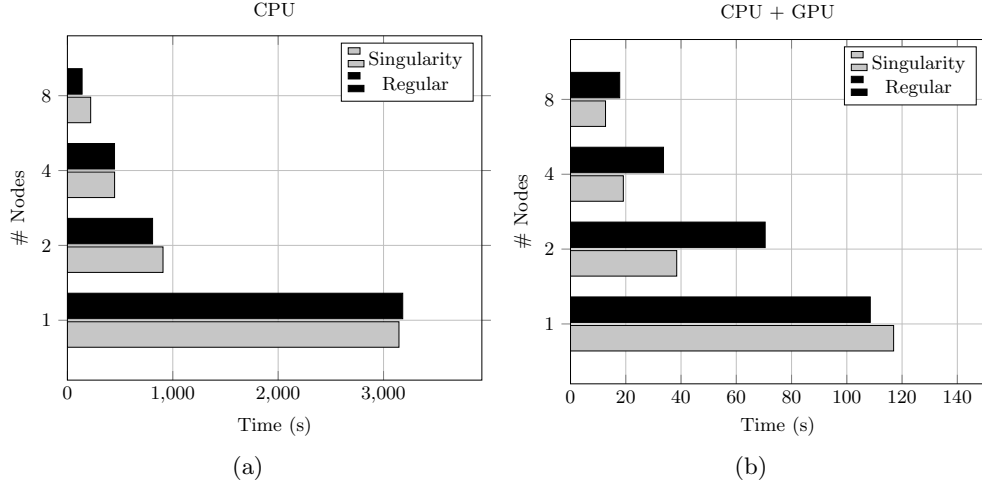 CPU
Singularity
Regular
8
4
2
1
# Nodes
0
1,000
2,000
3,000
Time (s)
(a)
CPU + GPU
Singularity
Regular
8
4
2
1
# Nodes
0
20
40
60
80
100
120
140
Time (s)
(b)